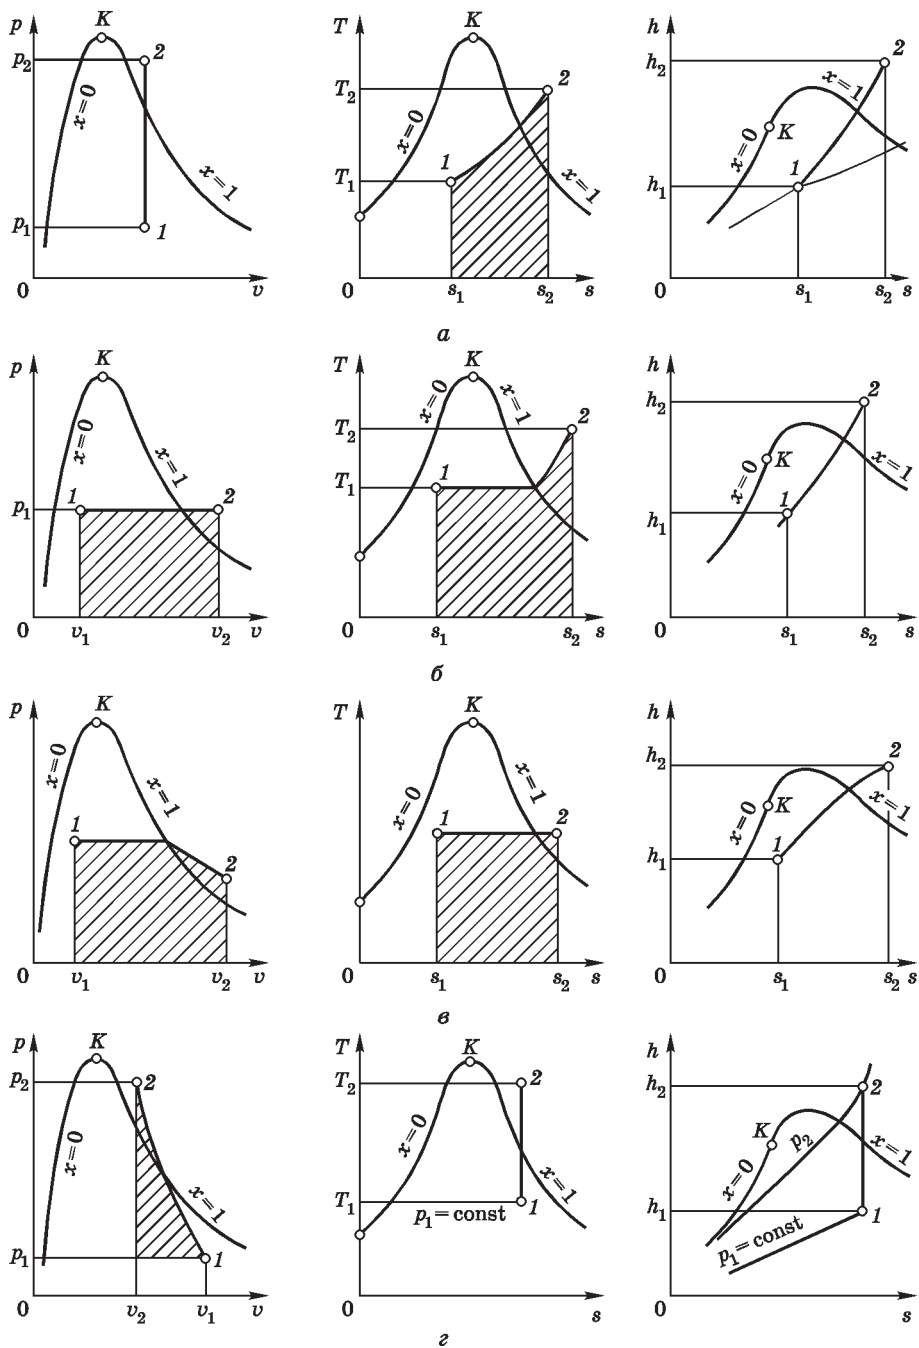 p K 2 p₂ x=0 x=1 p₁ 1 0 v
T K 2 T₂ x=0 1 T₁ x=1 0 s₁ s₂ s
h h₂ 2 x=1 x=0 K 1 h₁ 0 s₁ s₂ s
а
p K x=0 x=1 p₁ 1 2 0 v₁ v₂ v
T K x=0 x=1 2 T₂ T₁ 1 0 s₁ s₂ s
h h₂ 2 x=0 K x=1 h₁ 1 0 s₁ s₂ s
б
p K x=0 x=1 1 2 0 v₁ v₂ v
T K x=0 x=1 1 2 0 s₁ s₂ s
h h₂ 2 x=0 K x=1 h₁ 1 0 s₁ s₂ s
в
p K p₂ 2 x=0 x=1 p₁ 1 0 v₂ v₁ v
T K T₂ 2 x=0 T₁ p₁=const 1 x=1 0 s
h h₂ 2 K p₂ x=0 x=1 h₁ 1 p₁=const 0 s
г